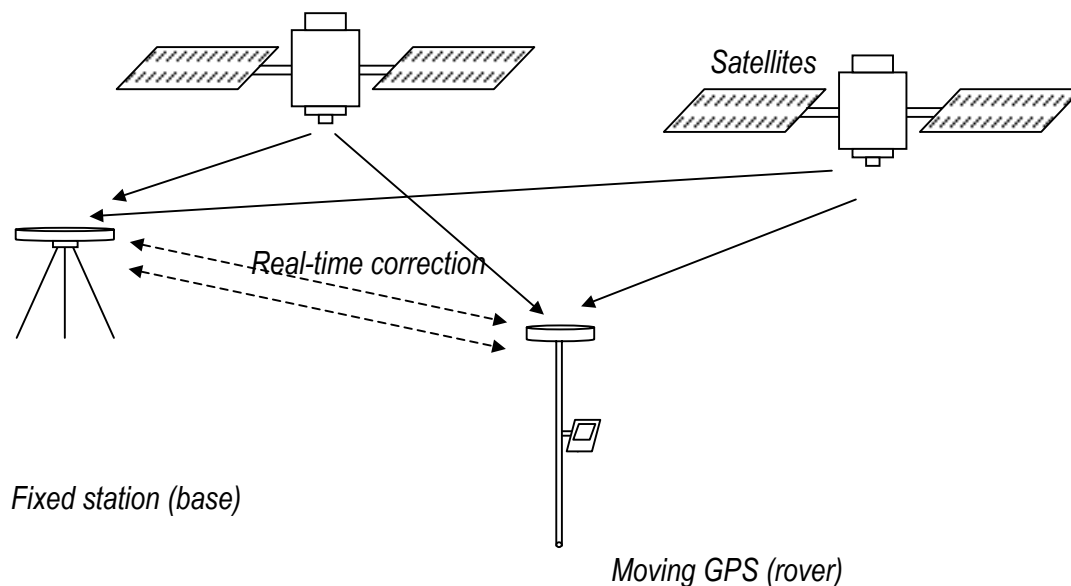 Satellites
Real-time correction
Fixed station (base)
Moving GPS (rover)